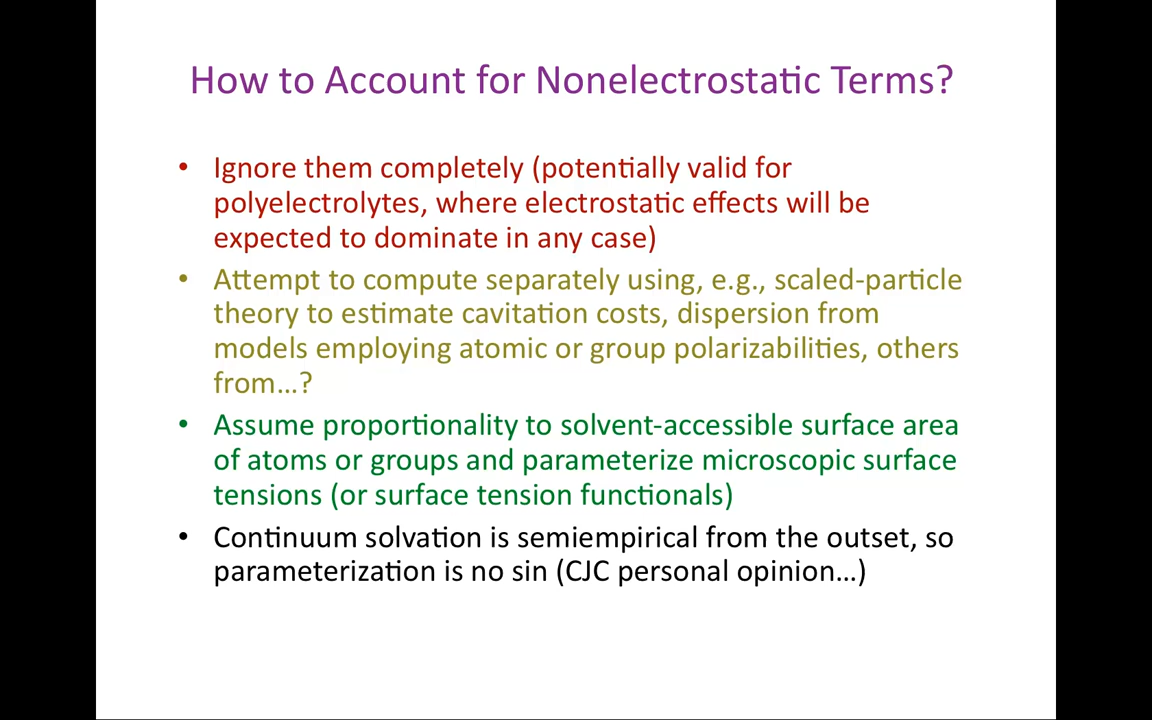 How to Account for Nonelectrostatic Terms?
• Ignore them completely (potentially valid for
polyelectrolytes, where electrostatic effects will be
expected to dominate in any case)
• Attempt to compute separately using, e.g., scaled-particle
theory to estimate cavitation costs, dispersion from
models employing atomic or group polarizabilities, others
from…?
• Assume proportionality to solvent-accessible surface area
of atoms or groups and parameterize microscopic surface
tensions (or surface tension functionals)
• Continuum solvation is semiempirical from the outset, so
parameterization is no sin (CJC personal opinion…)